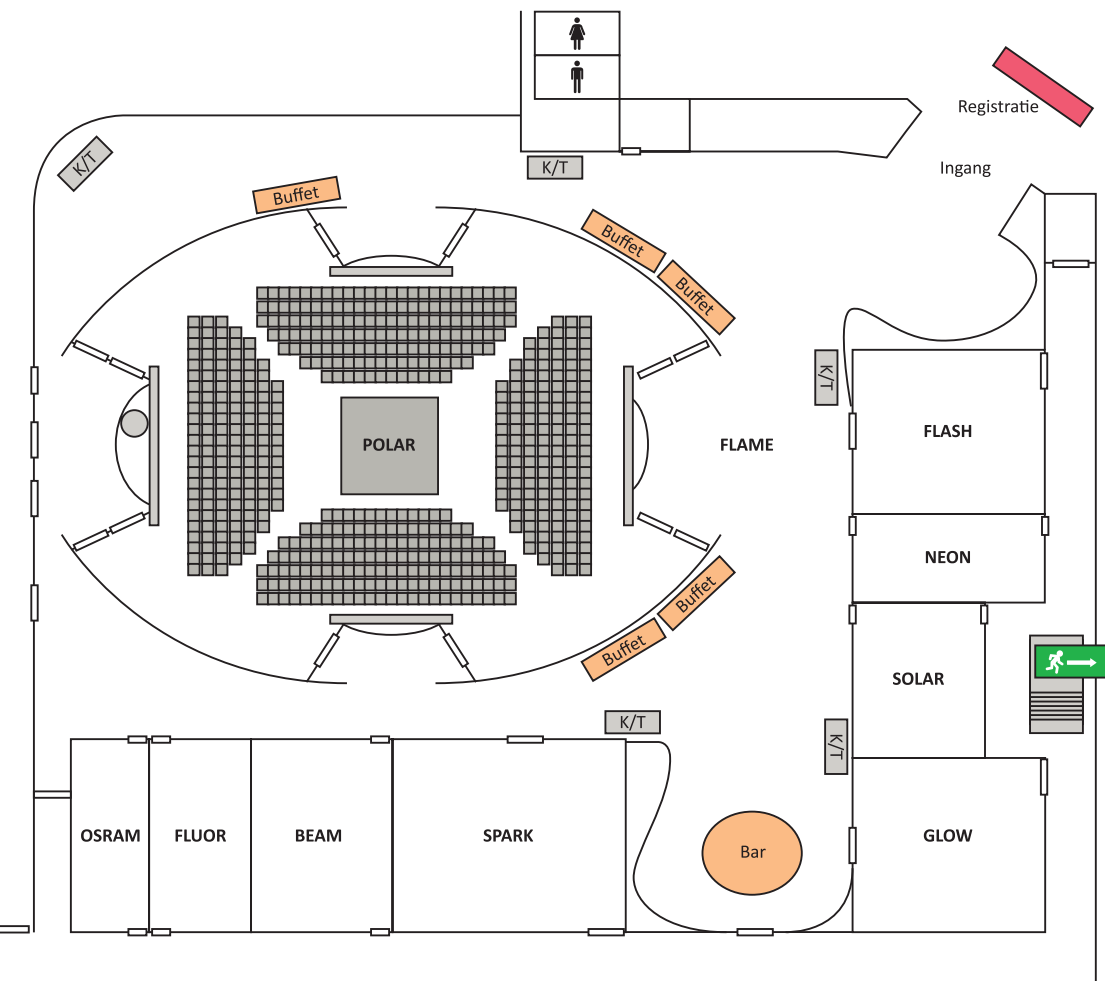 Registratie
Ingang
K/T
K/T
Buffet
Buffet
Buffet
K/T
POLAR
FLAME
FLASH
NEON
Buffet
Buffet
SOLAR
K/T
K/T
OSRAM
FLUOR
BEAM
SPARK
Bar
GLOW